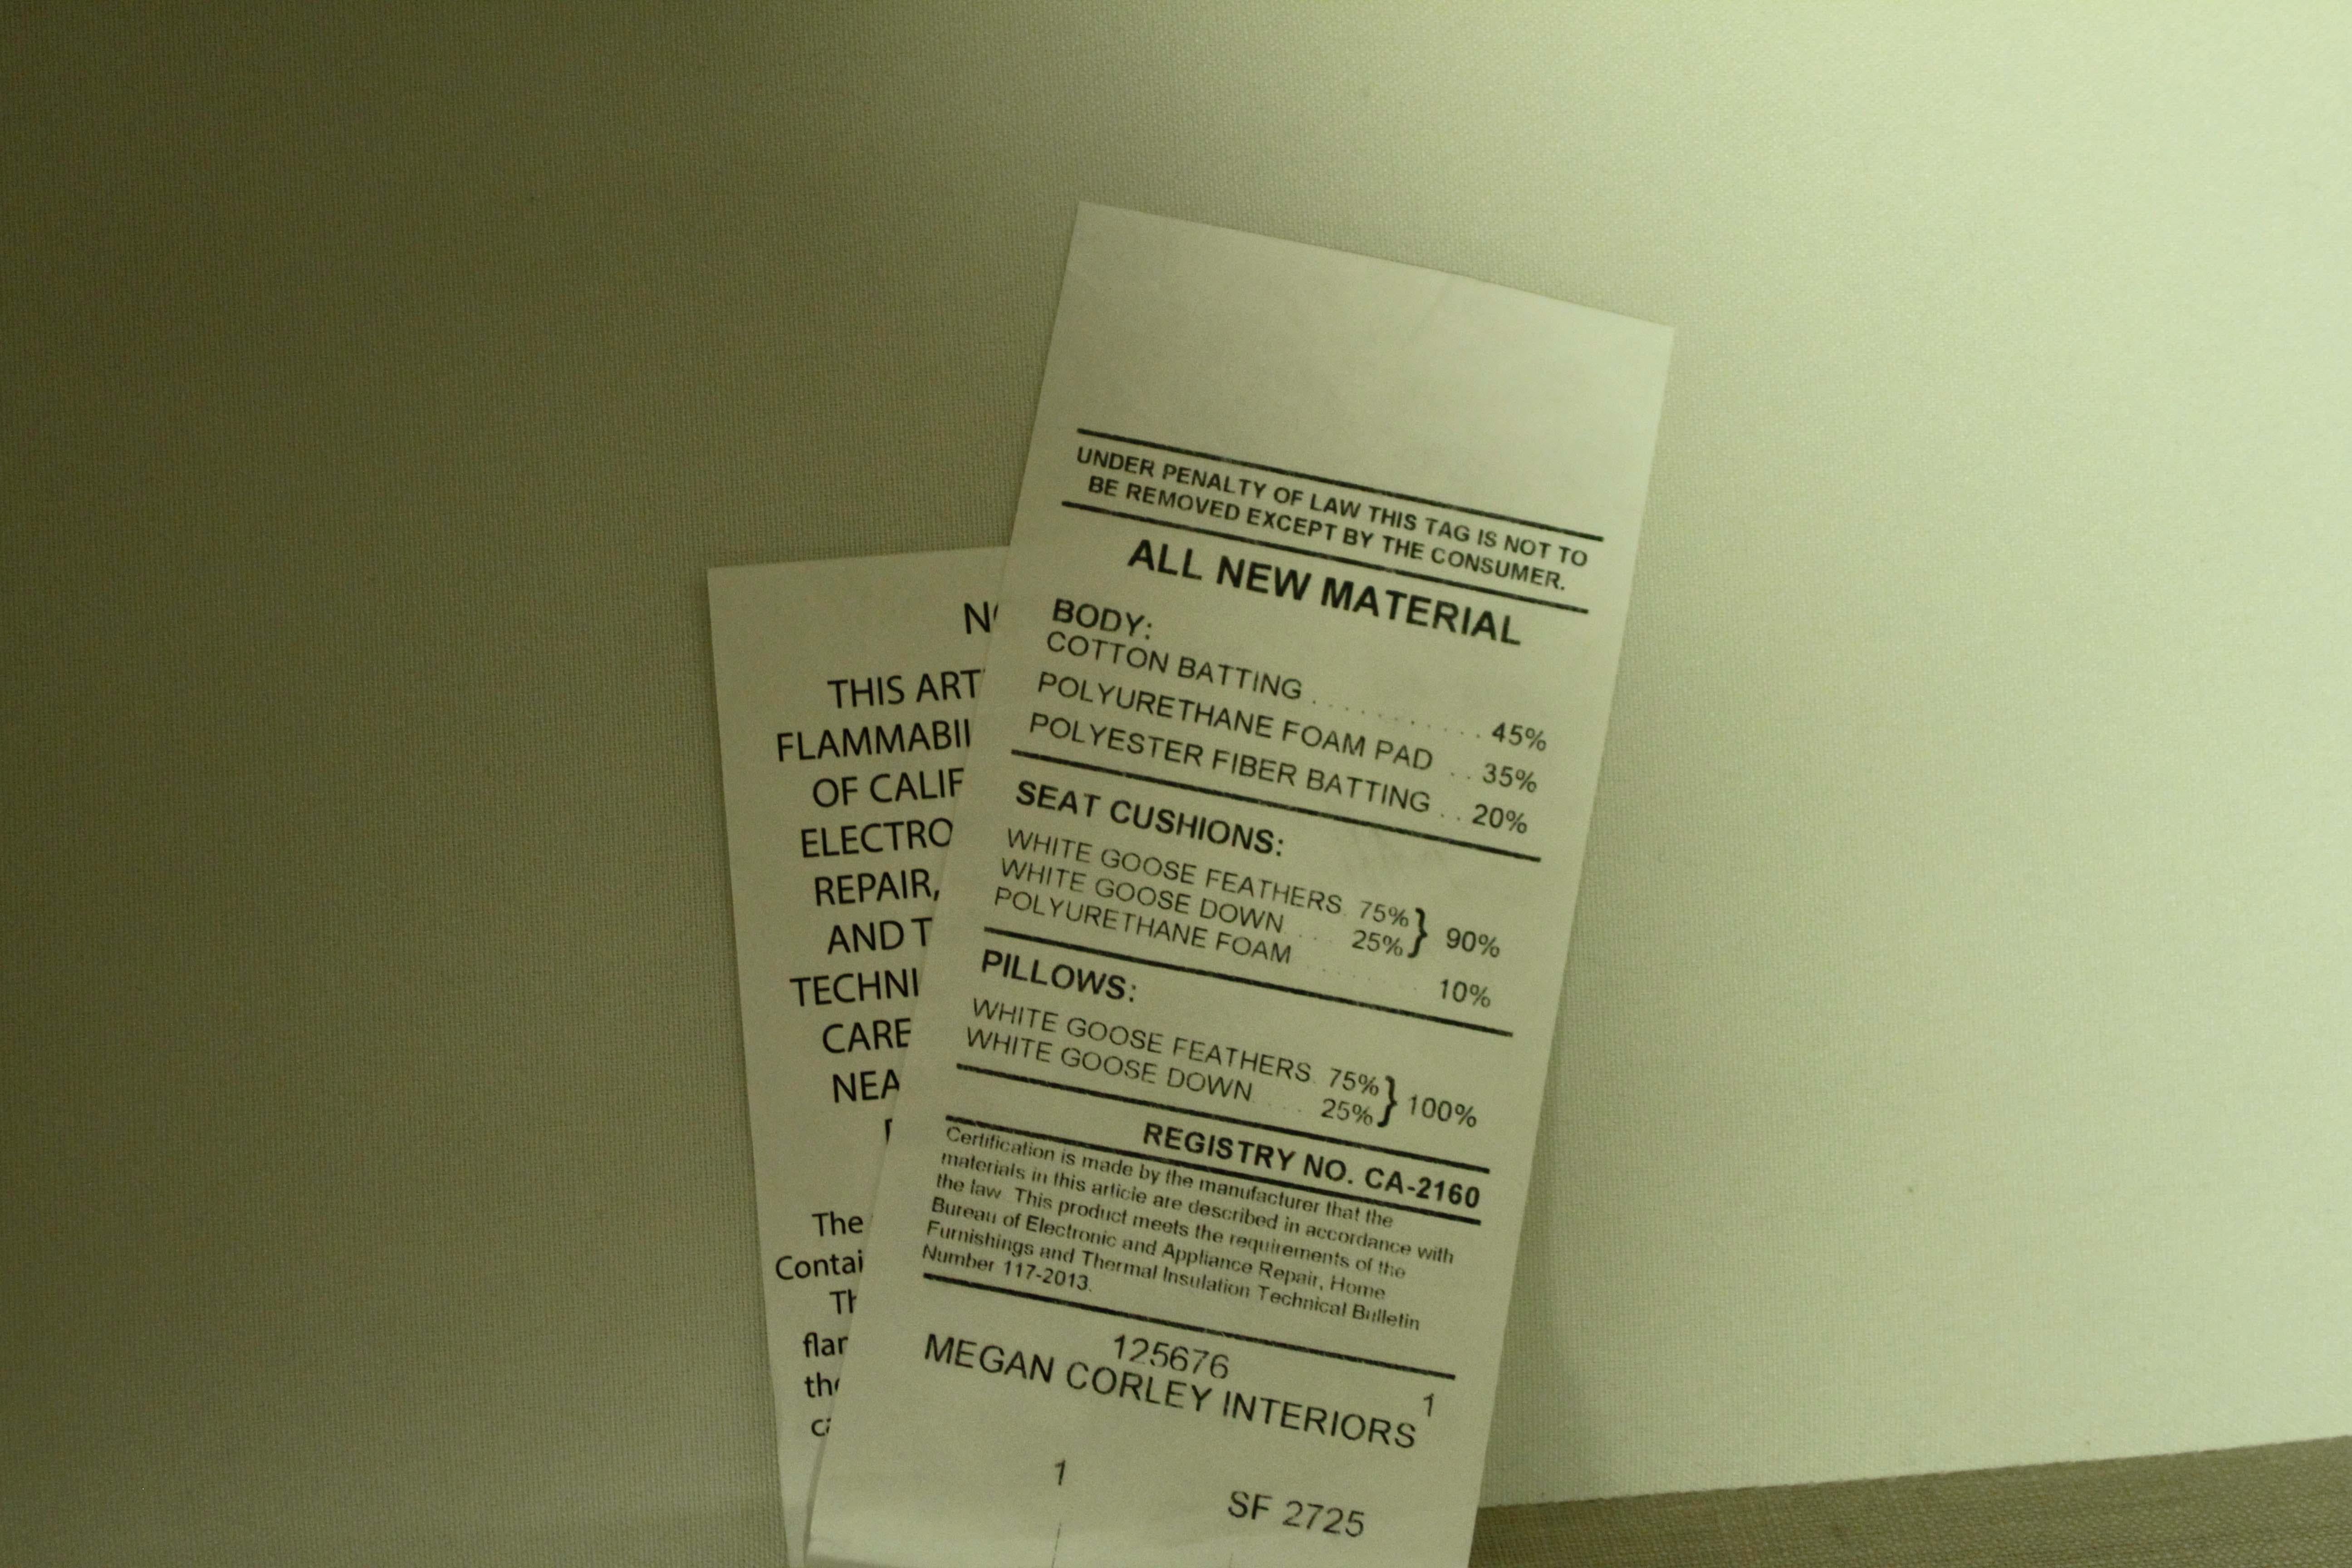 UNDER PENALTY OF LAW THIS TAG IS NOT TO
BE REMOVED EXCEPT BY THE CONSUMER.
ALL NEW MATERIAL
BODY:
COTTON BATTING . . . . . . . . . . 45%
POLYURETHANE FOAM PAD . . 35%
POLYESTER FIBER BATTING . . 20%
SEAT CUSHIONS:
WHITE GOOSE FEATHERS. 75%
WHITE GOOSE DOWN . . . 25% } 90%
POLYURETHANE FOAM . . . . . . 10%
PILLOWS:
WHITE GOOSE FEATHERS. 75%
WHITE GOOSE DOWN . . . 25% } 100%
REGISTRY NO. CA-2160
Certification is made by the manufacturer that the
materials in this article are described in accordance with
the law. This product meets the requirements of the
Bureau of Electronic and Appliance Repair, Home
Furnishings and Thermal Insulation Technical Bulletin
Number 117-2013.
125676 1
MEGAN CORLEY INTERIORS
1 SF 2725
THIS ART
FLAMMABI
OF CALIF
ELECTRO
REPAIR,
AND T
TECHNI
CARE
NEA
The
Contai
flar